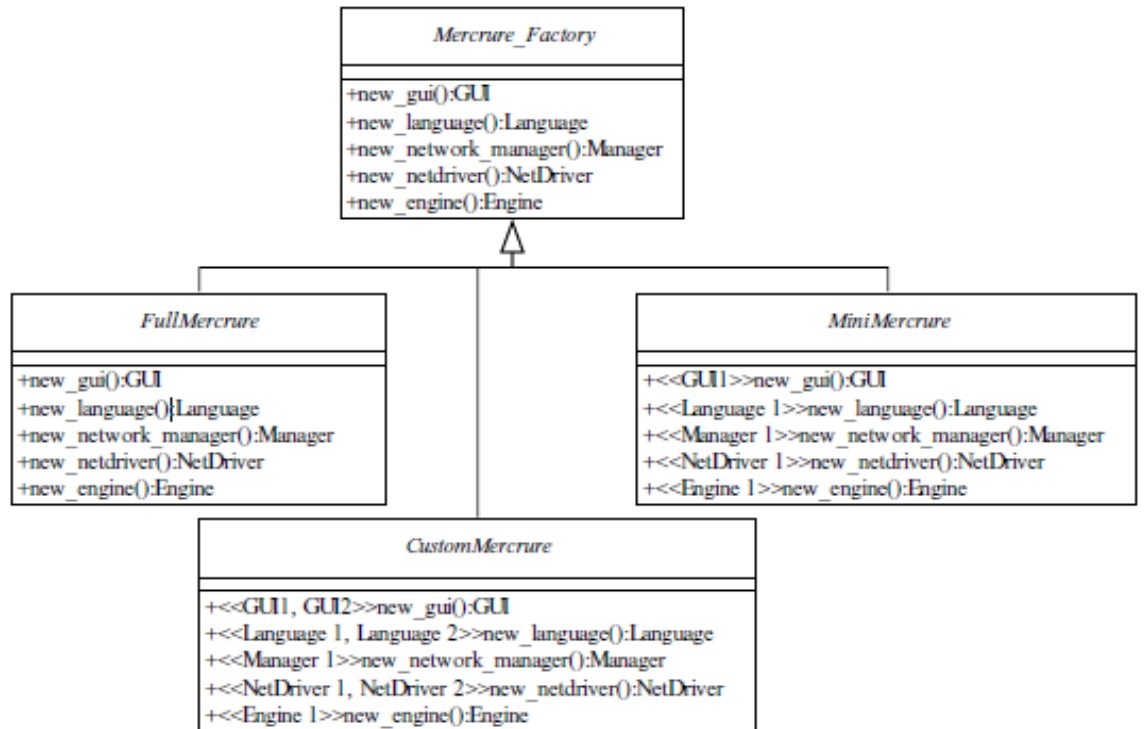 Mercrure_Factory
+new_gui():GUI
+new_language():Language
+new_network_manager():Manager
+new_netdriver():NetDriver
+new_engine():Engine
FullMercrure
+new_gui():GUI
+new_language():Language
+new_network_manager():Manager
+new_netdriver():NetDriver
+new_engine():Engine
MiniMercrure
+<<GUI1>>new_gui():GUI
+<<Language 1>>new_language():Language
+<<Manager 1>>new_network_manager():Manager
+<<NetDriver 1>>new_netdriver():NetDriver
+<<Engine 1>>new_engine():Engine
CustomMercrure
+<<GUI1, GUI2>>new_gui():GUI
+<<Language 1, Language 2>>new_language():Language
+<<Manager 1>>new_network_manager():Manager
+<<NetDriver 1, NetDriver 2>>new_netdriver():NetDriver
+<<Engine 1>>new_engine():Engine